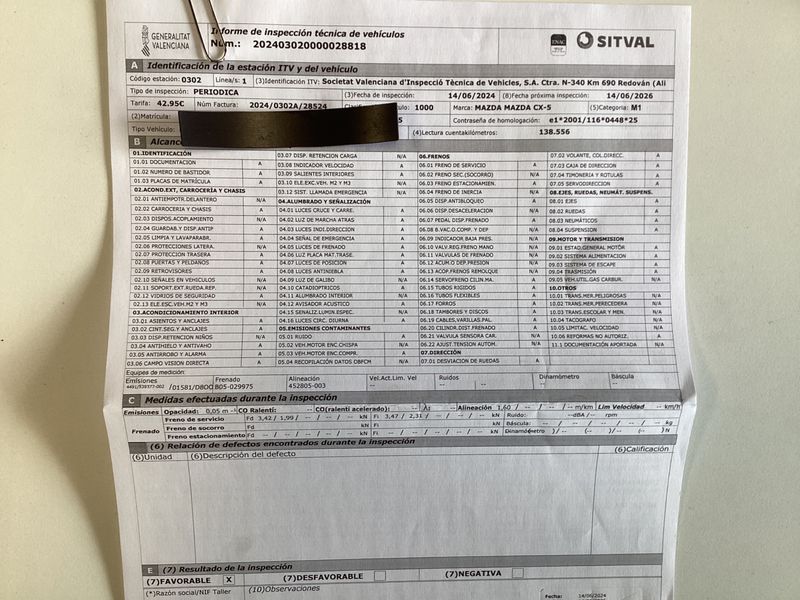 GENERALITAT
VALENCIANA
Informe de inspección técnica de vehículos
Núm.: 202403020000028818
ENAC
SITVAL
A Identificación de la estación ITV y del vehículo
Código estación: 0302 Línea/s: 1 (3)Identificación ITV: Societat Valenciana d'Inspecció Tècnica de Vehicles, S.A. Ctra. N-340 Km 690 Redován (Ali
Tipo de inspección: PERIODICA (3)Fecha de inspección: 14/06/2024 (8)Fecha próxima inspección: 14/06/2026
Tarifa: 42.95€ Núm Factura: 2024/0302A/28524 1000 Marca: MAZDA MAZDA CX-5 (5)Categoría: M1
(2)Matrícula: 5 Contraseña de homologación: e1*2001/116*0448*25
Tipo Vehículo: (4)Lectura cuentakilómetros: 138.556
B Alcance
01.IDENTIFICACIÓN
01.01 DOCUMENTACIÓN A
01.02 NUMERO DE BASTIDOR A
01.03 PLACAS DE MATRÍCULA A
02.ACOND.EXT, CARROCERÍA Y CHASIS
02.01 ANTIEMPOTR.DELANTERO N/A
02.02 CARROCERIA Y CHASIS A
02.03 DISPOS.ACOPLAMIENTO N/A
02.04 GUARDAB.Y DISP.ANTIP A
02.05 LIMPIA Y LAVAPARABR. A
02.06 PROTECCIONES LATERA. N/A
02.07 PROTECCIÓN TRASERA A
02.08 PUERTAS Y PELDAÑOS A
02.09 RETROVISORES A
02.10 SEÑALES EN VEHÍCULOS N/A
02.11 SOPORT.EXT.RUEDA.REP. N/A
02.12 VIDRIOS DE SEGURIDAD A
02.13 ELE.ESC.VEH.M2 Y M3 N/A
03.ACONDICIONAMIENTO INTERIOR
03.01 ASIENTOS Y ANCLAJES A
03.02 CINT.SEG.Y ANCLAJES A
03.03 DISP.RETENCION NIÑOS N/A
03.04 ANTIHIELO Y ANTIVAHO A
03.05 ANTIRROBO Y ALARMA A
03.06 CAMPO VISION DIRECTA A
03.07 DISP. RETENCION CARGA N/A
03.08 INDICADOR VELOCIDAD A
03.09 SALIENTES INTERIORES A
03.10 ELE.EXC.VEH. M2 Y M3 N/A
03.12 SIST. LLAMADA EMERGENCIA N/A
04.ALUMBRADO Y SEÑALIZACIÓN
04.01 LUCES CRUCE Y CARRE. A
04.02 LUZ DE MARCHA ATRAS A
04.03 LUCES INDI.DIRECCION A
04.04 SEÑAL DE EMERGENCIA A
04.05 LUCES DE FRENADO A
04.06 LUZ PLACA MAT.TRASE. A
04.07 LUCES DE POSICIÓN A
04.08 LUCES ANTINIEBLA A
04.09 LUZ DE GALIBO N/A
04.10 CATADIOPTRICOS A
04.11 ALUMBRADO INTERIOR N/A
04.12 AVISADOR ACUSTICO A
04.15 SENALIZ.LUMIN.ESPEC. N/A
04.16 LUCES CIRC. DIURNA A
05.EMISIONES CONTAMINANTES
05.01 RUIDO A
05.02 VEH.MOTOR ENC.CHISPA N/A
05.03 VEH.MOTOR ENC.COMPR. A
05.04 RECOPILACIÓN DATOS OBFCM N/A
06.FRENOS
06.01 FRENO DE SERVICIO A
06.02 FRENO SEC.(SOCORRO) N/A
06.03 FRENO ESTACIONAMIEN. A
06.04 FRENO DE INERCIA N/A
06.05 DISP.ANTIBLOQUEO A
06.06 DISP.DESACELERACION N/A
06.07 PEDAL DISP.FRENADO A
06.08 B.VAC.O COMP. Y DEP A
06.09 INDICADOR BAJA PRES. N/A
06.10 VALV.REG.FRENO MANO N/A
06.11 VALVULAS DE FRENADO N/A
06.12 ACUM.O DEP.PRESION N/A
06.13 ACOP.FRENOS REMOLQUE N/A
06.14 SERVOFRENO CILIN.MA. A
06.15 TUBOS RIGIDOS A
06.16 TUBOS FLEXIBLES A
06.17 FORROS A
06.18 TAMBORES Y DISCOS A
06.19 CABLES,VARILLAS,PAL. A
06.20 CILINDR.DIST.FRENADO A
06.21 VALVULA SENSORA CAR. N/A
06.22 AJUST.TENSION AUTOM. N/A
07.DIRECCIÓN
07.01 DESVIACION DE RUEDAS A
07.02 VOLANTE, COL.DIRECC. A
07.03 CAJA DE DIRECCION A
07.04 TIMONERIA Y ROTULAS A
07.05 SERVODIRECCION A
08.EJES, RUEDAS, NEUMÁT. SUSPENS.
08.01 EJES A
08.02 RUEDAS A
08.03 NEUMÁTICOS A
08.04 SUSPENSION A
09.MOTOR Y TRANSMISIÓN
09.01 ESTAD.GENERAL MOTÓR A
09.02 SISTEMA ALIMENTACION A
09.03 SISTEMA DE ESCAPE A
09.04 TRASMISIÓN A
09.05 VEH.UTIL.GAS CARBUR. N/A
10.OTROS
10.01 TRANS.MER.PELIGROSAS N/A
10.02 TRANS.MER.PERECEDERA N/A
10.03 TRANS.ESCOLAR Y MEN. N/A
10.04 TACOGRAFO N/A
10.05 LIMITAC. VELOCIDAD N/A
10.06 REFORMAS NO AUTORIZ. A
11.1 DOCUMENTACIÓN APORTADA N/A
Equipos de medida:
Emisiones Frenado Alineación Vel.Act.Lim. Vel Ruidos Dinamómetro Báscula
/01581/DBOC B05-029975 452805-003 -- -- -- --
C Medidas efectuadas durante la inspección
Emisiones Opacidad: 0,05 m CO Ralentí: -- CO(ralenti acelerado): -- Alineación 1,60 / -- / -- / -- m/km Lim Velocidad -- km/h
Frenado Freno de servicio Fd 3,42 / 1,99 / -- / -- / -- kN Fi 3,47 / 2,31 / -- / -- / -- kN Ruido: --dBA / -- rpm
Freno de socorro Fd kN Fi kN Báscula: -- / -- / -- / -- / -- kg
Freno estacionamiento Fd -- / -- / -- / -- / -- kN Fi -- / -- / -- / -- / -- kN Dinamómetro
(6) Relación de defectos encontrados durante la inspección
(6)Unidad (6)Descripción del defecto (6)Calificación
E (7) Resultado de la inspección
(7)FAVORABLE X (7)DESFAVORABLE (7)NEGATIVA
(*)Razón social/NIF Taller (10)Observaciones Fecha: 14/06/2024